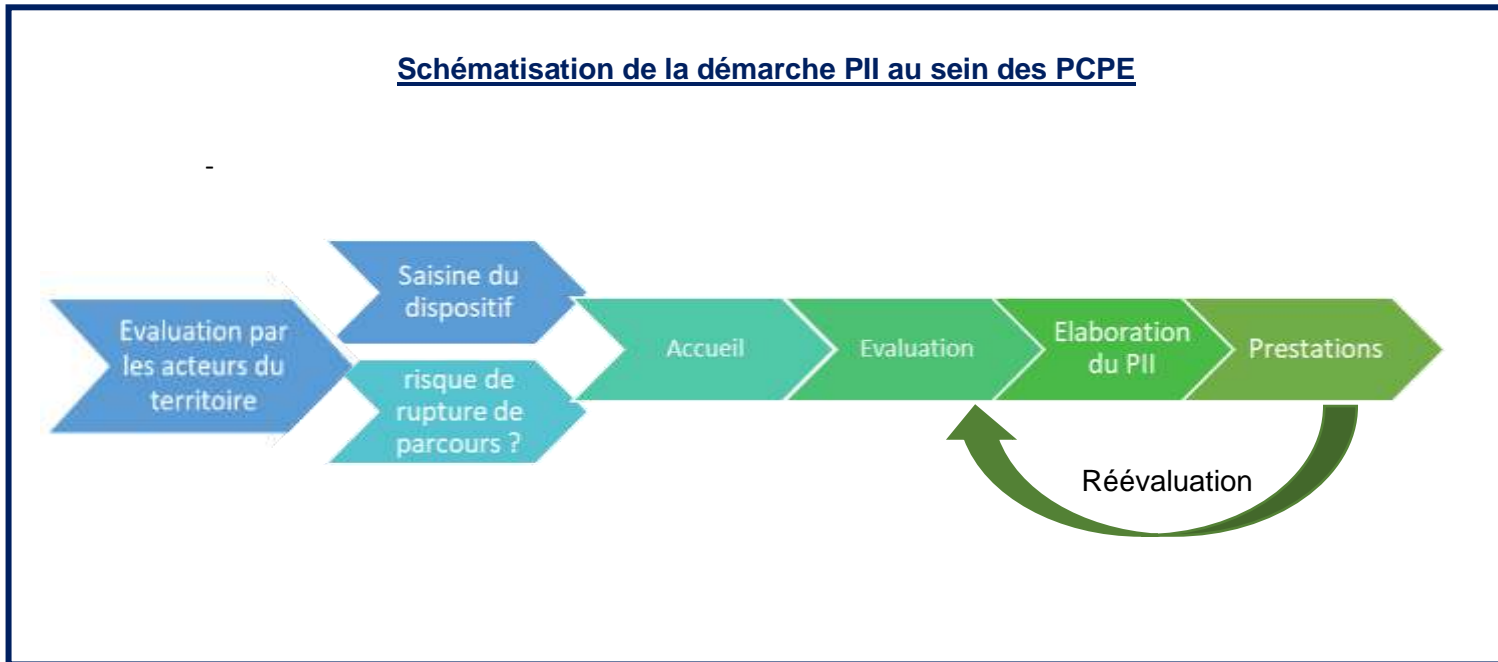 Schématisation de la démarche PII au sein des PCPE
-
Evaluation par
les acteurs du
territoire
Saisine du
dispositif
risque de
rupture de
parcours ?
Accueil
Evaluation
Elaboration
du PII
Prestations
Réévaluation